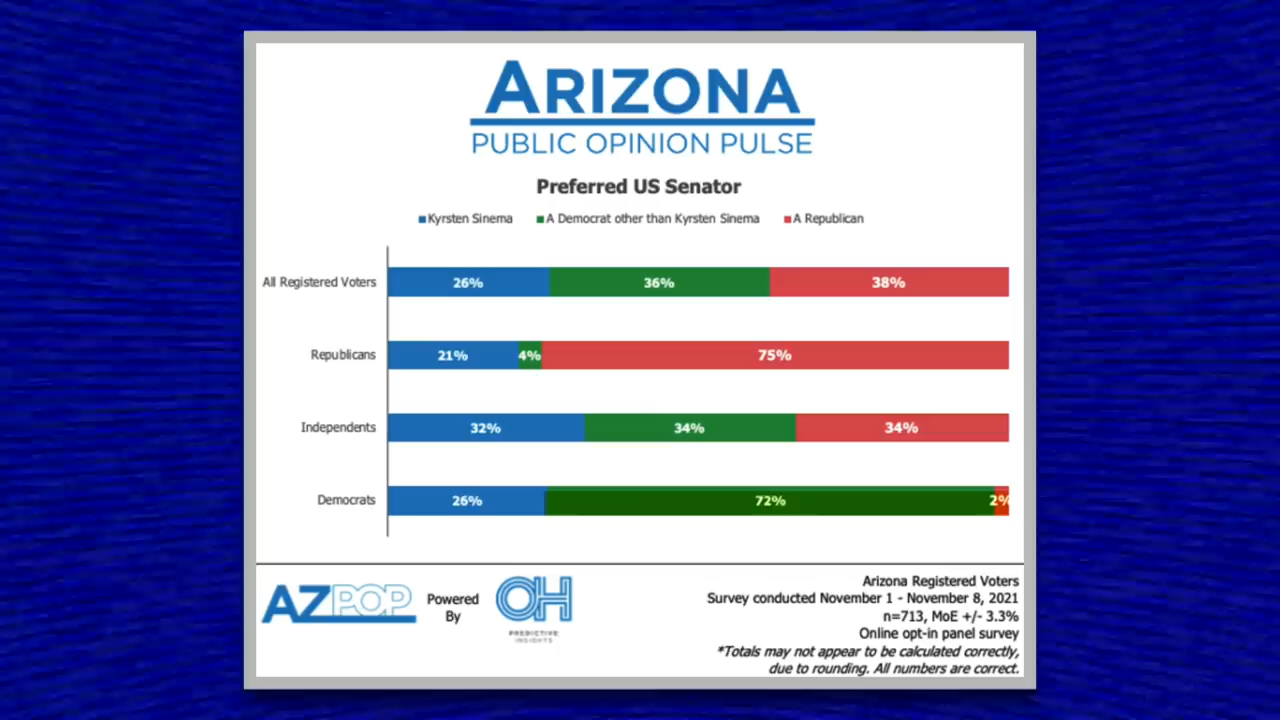 ARIZONA
PUBLIC OPINION PULSE
Preferred US Senator
Kyrsten Sinema A Democrat other than Kyrsten Sinema A Republican
All Registered Voters 26% 36% 38%
Republicans 21% 4% 75%
Independents 32% 34% 34%
Democrats 26% 72% 2%
AZPOP Powered By OH PREDICTIVE INSIGHTS
Arizona Registered Voters
Survey conducted November 1 - November 8, 2021
n=713, MoE +/- 3.3%
Online opt-in panel survey
*Totals may not appear to be calculated correctly,
due to rounding. All numbers are correct.